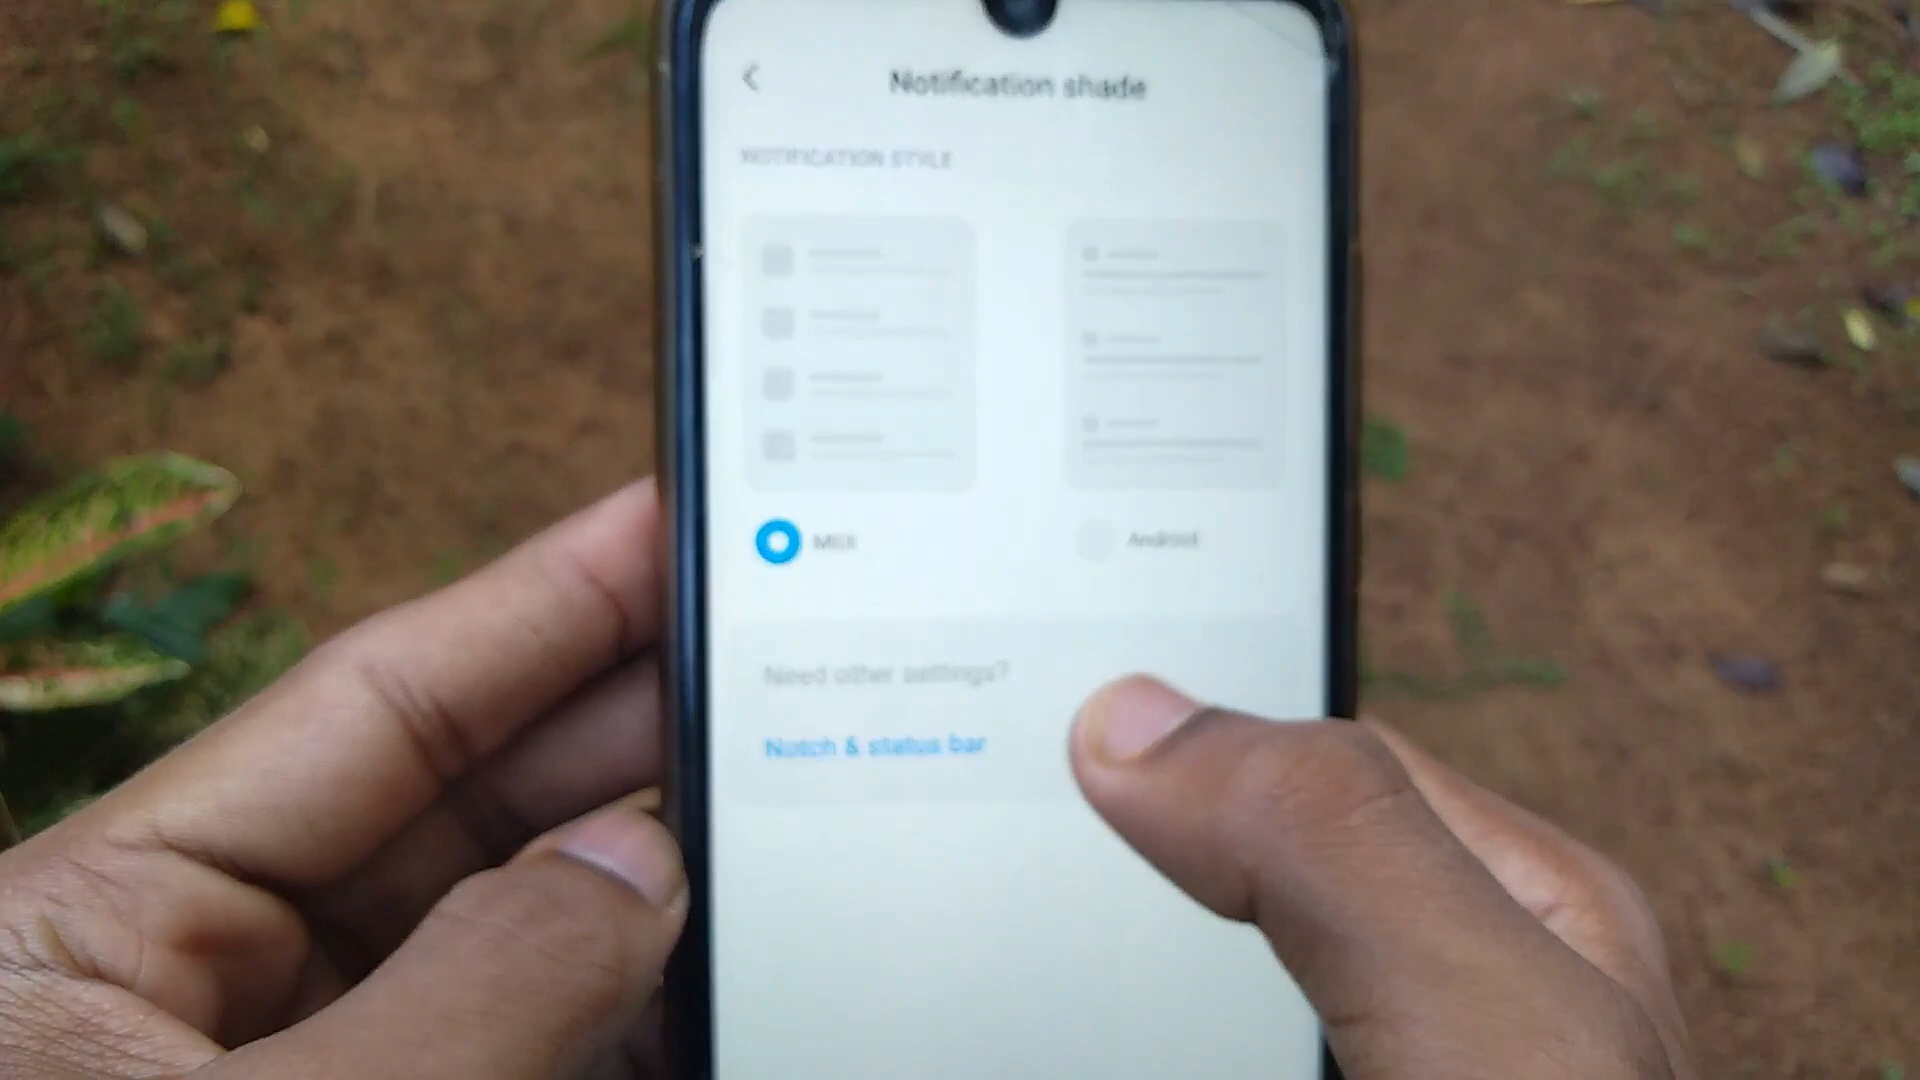 Notification shade
NOTIFICATION STYLE
MIUI
Android
Need other settings?
Notch & status bar